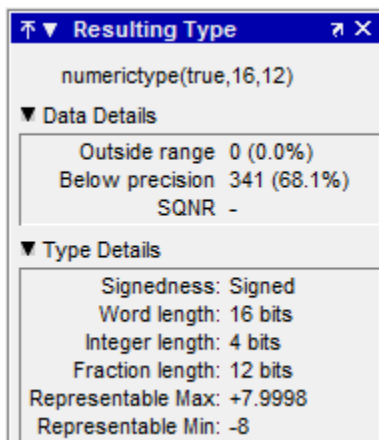 Resulting Type
numerictype(true,16,12)
Data Details
Outside range 0 (0.0%)
Below precision 341 (68.1%)
SQNR -
Type Details
Signedness: Signed
Word length: 16 bits
Integer length: 4 bits
Fraction length: 12 bits
Representable Max: +7.9998
Representable Min: -8